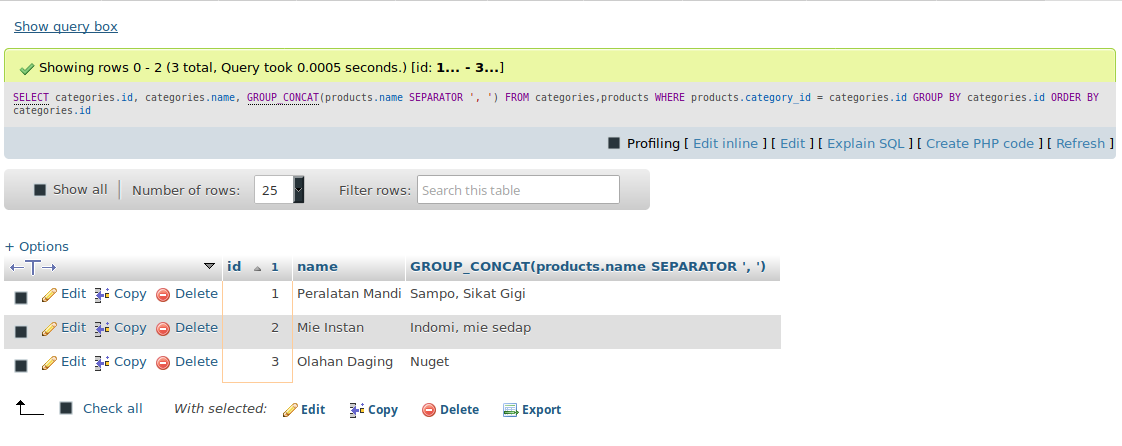 Show query box
Showing rows 0 - 2 (3 total, Query took 0.0005 seconds.) [id: 1... - 3...]
SELECT categories.id, categories.name, GROUP_CONCAT(products.name SEPARATOR ', ') FROM categories,products WHERE products.category_id = categories.id GROUP BY categories.id ORDER BY
categories.id
Profiling [ Edit inline ] [ Edit ] [ Explain SQL ] [ Create PHP code ] [ Refresh ]
Show all Number of rows: 25 Filter rows: Search this table
+ Options
id 1 name GROUP_CONCAT(products.name SEPARATOR ', ')
Edit Copy Delete 1 Peralatan Mandi Sampo, Sikat Gigi
Edit Copy Delete 2 Mie Instan Indomi, mie sedap
Edit Copy Delete 3 Olahan Daging Nuget
Check all With selected: Edit Copy Delete Export